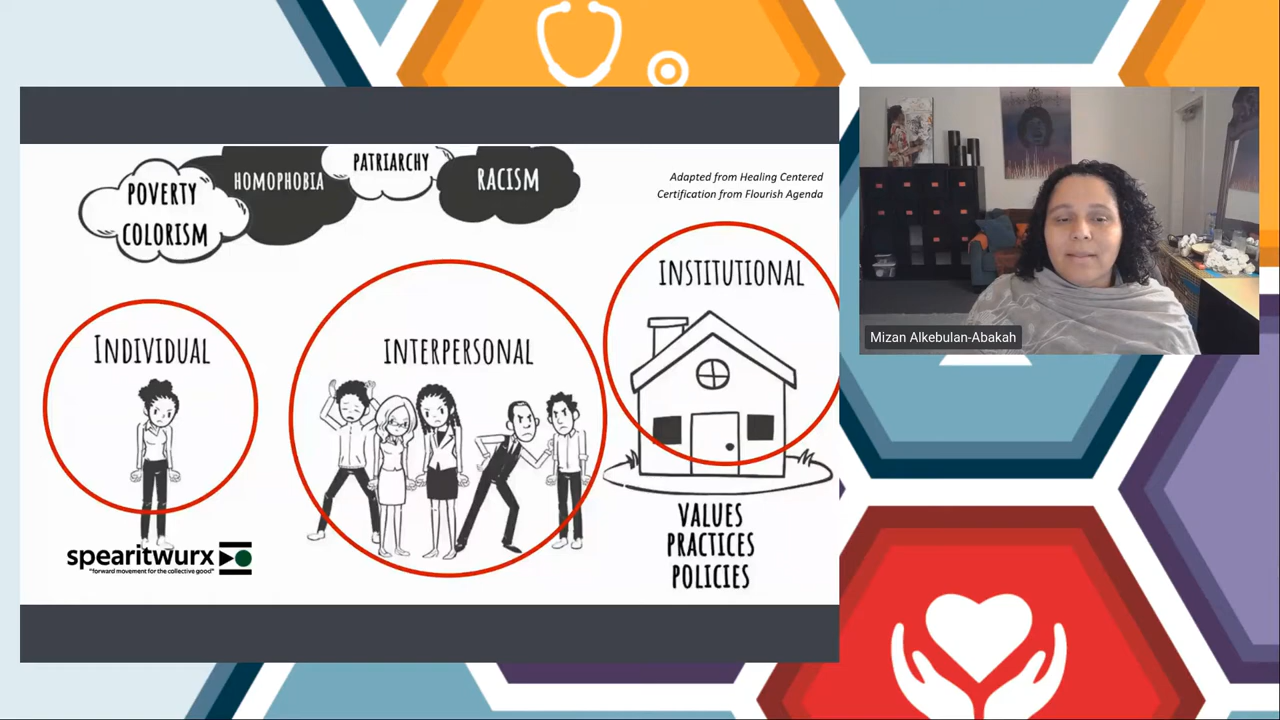 POVERTY
COLORISM
HOMOPHOBIA
PATRIARCHY
RACISM
Adapted from Healing Centered
Certification from Flourish Agenda
INDIVIDUAL
INTERPERSONAL
INSTITUTIONAL
VALUES
PRACTICES
POLICIES
spearitwurx
"forward movement for the collective good"
Mizan Alkebulan-Abakah